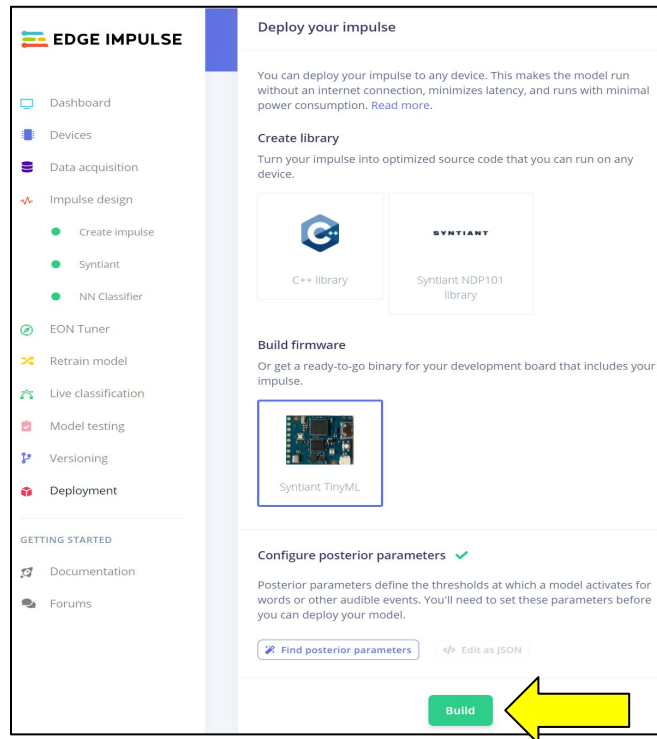 EDGE IMPULSE
Dashboard
Devices
Data acquisition
Impulse design
Create impulse
Syntiant
NN Classifier
EON Tuner
Retrain model
Live classification
Model testing
Versioning
Deployment
GETTING STARTED
Documentation
Forums
Deploy your impulse
You can deploy your impulse to any device. This makes the model run
without an internet connection, minimizes latency, and runs with minimal
power consumption. Read more.
Create library
Turn your impulse into optimized source code that you can run on any
device.
C++
C++ library
SYNTIANT
Syntiant NDP101
library
Build firmware
Or get a ready-to-go binary for your development board that includes your
impulse.
Syntiant TinyML
Configure posterior parameters
Posterior parameters define the thresholds at which a model activates for
words or other audible events. You'll need to set these parameters before
you can deploy your model.
Find posterior parameters
</> Edit as JSON
Build